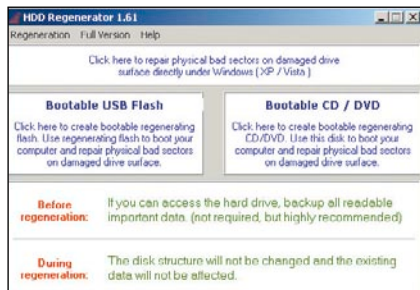 HDD Regenerator 1.61
Regeneration Full Version Help
Click here to repair physical bad sectors on damaged drive
surface directly under Windows ( XP / Vista )
Bootable USB Flash
Click here to create bootable regenerating
flash. Use regenerating flash to boot your
computer and repair physical bad sectors
on damaged drive surface.
Bootable CD / DVD
Click here to create bootable regenerating
CD/DVD. Use this disk to boot your
computer and repair physical bad sectors
on damaged drive surface.
Before
regeneration:
If you can access the hard drive, backup all readable
important data. (not required, but highly recommended)
During
regeneration:
The disk structure will not be changed and the existing
data will not be affected.